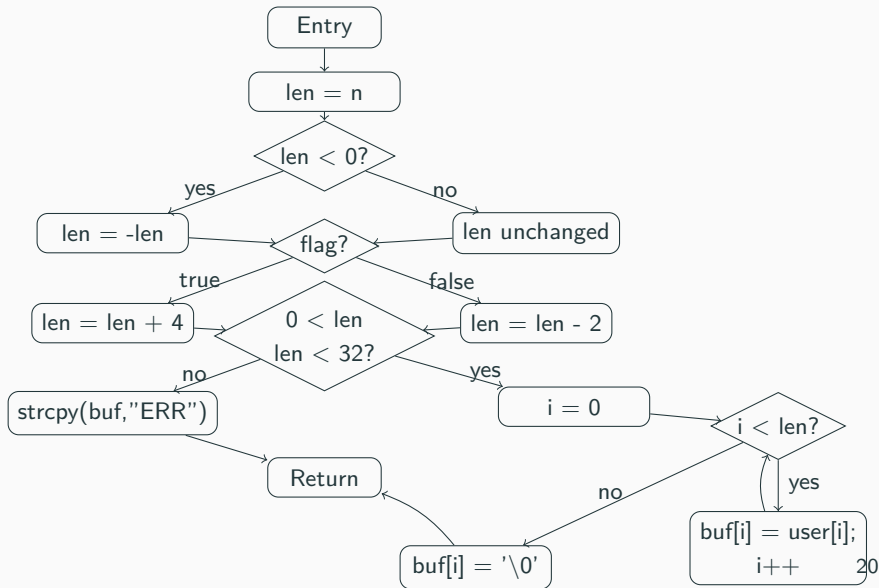 Entry
len = n
len < 0?
yes
no
len = -len
flag?
len unchanged
true
false
len = len + 4
0 < len
len < 32?
len = len - 2
no
yes
strcpy(buf,"ERR")
i = 0
i < len?
Return
no
yes
buf[i] = user[i];
i++
buf[i] = '\0'
20